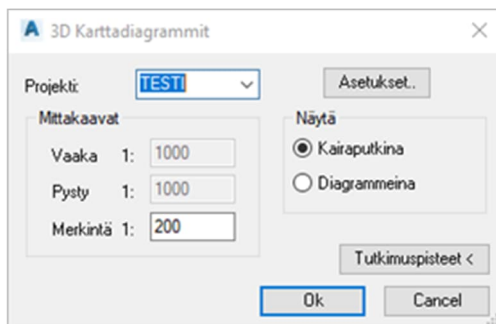 3D Karttadiagrammit
Projekti: TESTI
Asetukset..
Mittakaavat
Vaaka 1: 1000
Pysty 1: 1000
Merkintä 1: 200
Näytä
Kairaputkina
Diagrammeina
Tutkimuspisteet <
Ok
Cancel